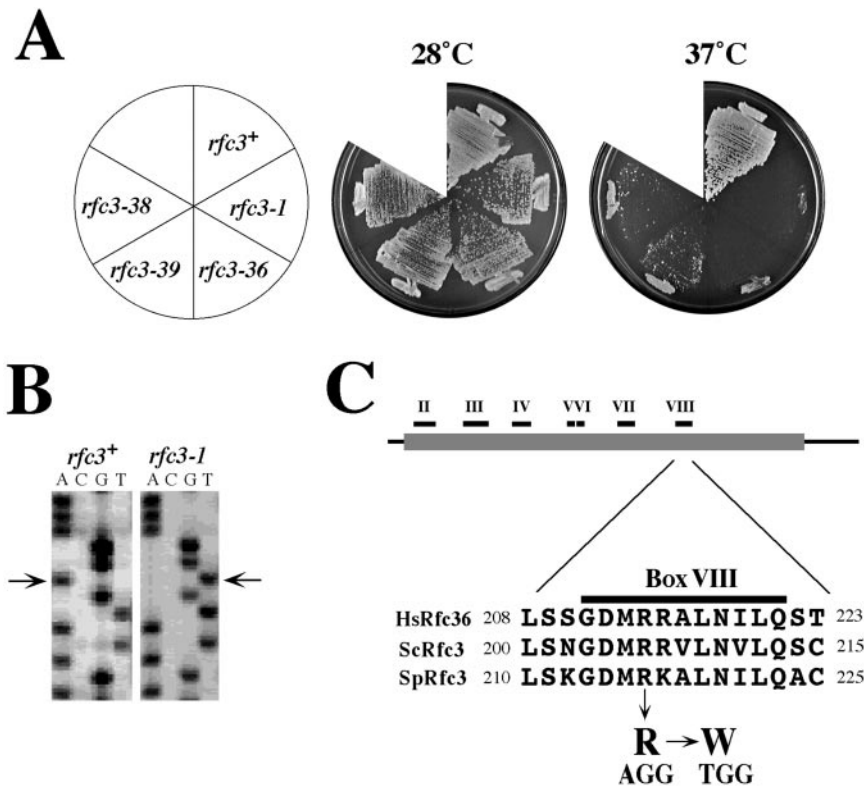 A
28°C
37°C
rfc3+
rfc3-38
rfc3-1
rfc3-39
rfc3-36
B
rfc3+
rfc3-1
A C G T
A C G T
C
II III IV V VI VII VIII
Box VIII
HsRfc36 208 LSSGDMRRALNILQST 223
ScRfc3 200 LSNGDMRRVLNVLQSC 215
SpRfc3 210 LSKGDMRKALNILQAC 225
R → W
AGG TGG